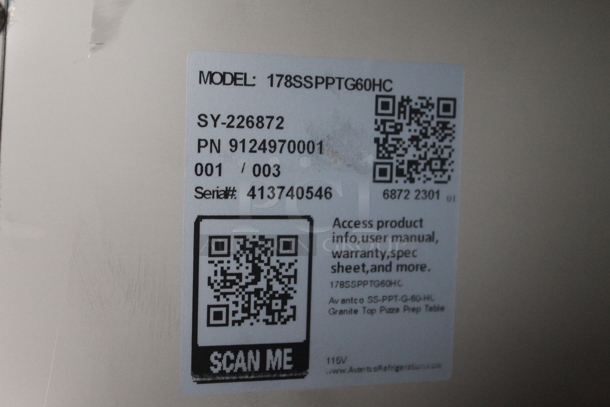 MODEL: 178SSPPTG60HC
SY-226872
PN 9124970001
001 / 003
Serial#: 413740546
6872 2301 01
Access product
info,user manual,
warranty,spec
sheet,and more.
178SSPPTG60HC
Avantco SS-PPT-G-60-HC
Granite Top Pizza Prep Table
SCAN ME
115V
www.AvantcoRefrigeration.com